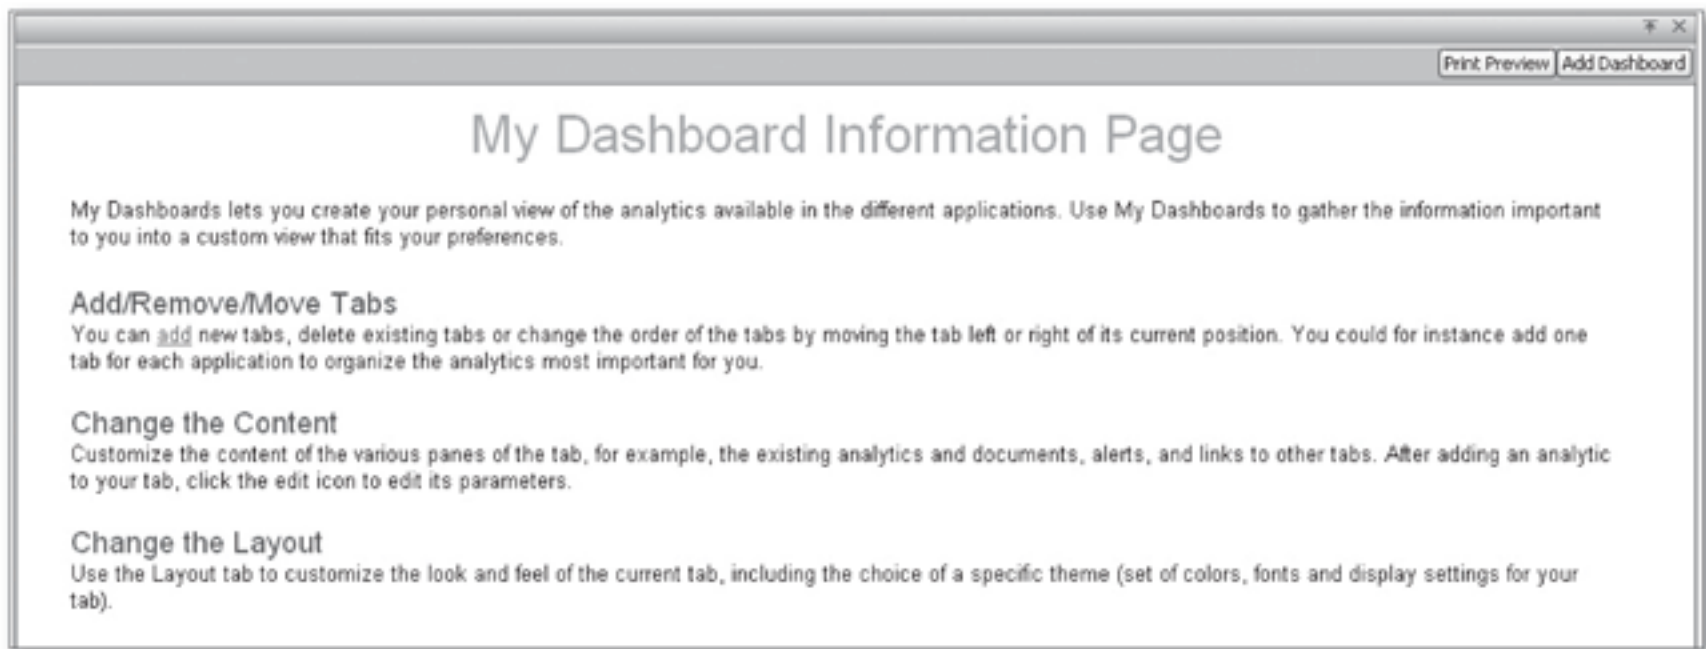 Print Preview Add Dashboard
My Dashboard Information Page
My Dashboards lets you create your personal view of the analytics available in the different applications. Use My Dashboards to gather the information important
to you into a custom view that fits your preferences.
Add/Remove/Move Tabs
You can add new tabs, delete existing tabs or change the order of the tabs by moving the tab left or right of its current position. You could for instance add one
tab for each application to organize the analytics most important for you.
Change the Content
Customize the content of the various panes of the tab, for example, the existing analytics and documents, alerts, and links to other tabs. After adding an analytic
to your tab, click the edit icon to edit its parameters.
Change the Layout
Use the Layout tab to customize the look and feel of the current tab, including the choice of a specific theme (set of colors, fonts and display settings for your
tab).